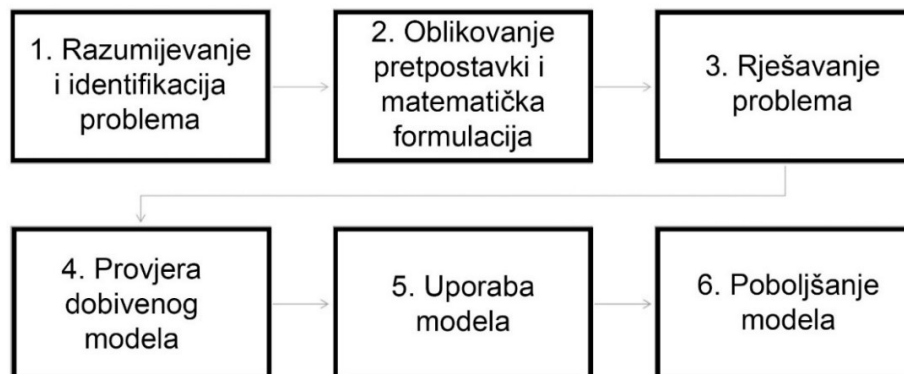 1. Razumijevanje
i identifikacija
problema
2. Oblikovanje
pretpostavki i
matematička
formulacija
3. Rješavanje
problema
4. Provjera
dobivenog
modela
5. Uporaba
modela
6. Poboljšanje
modela